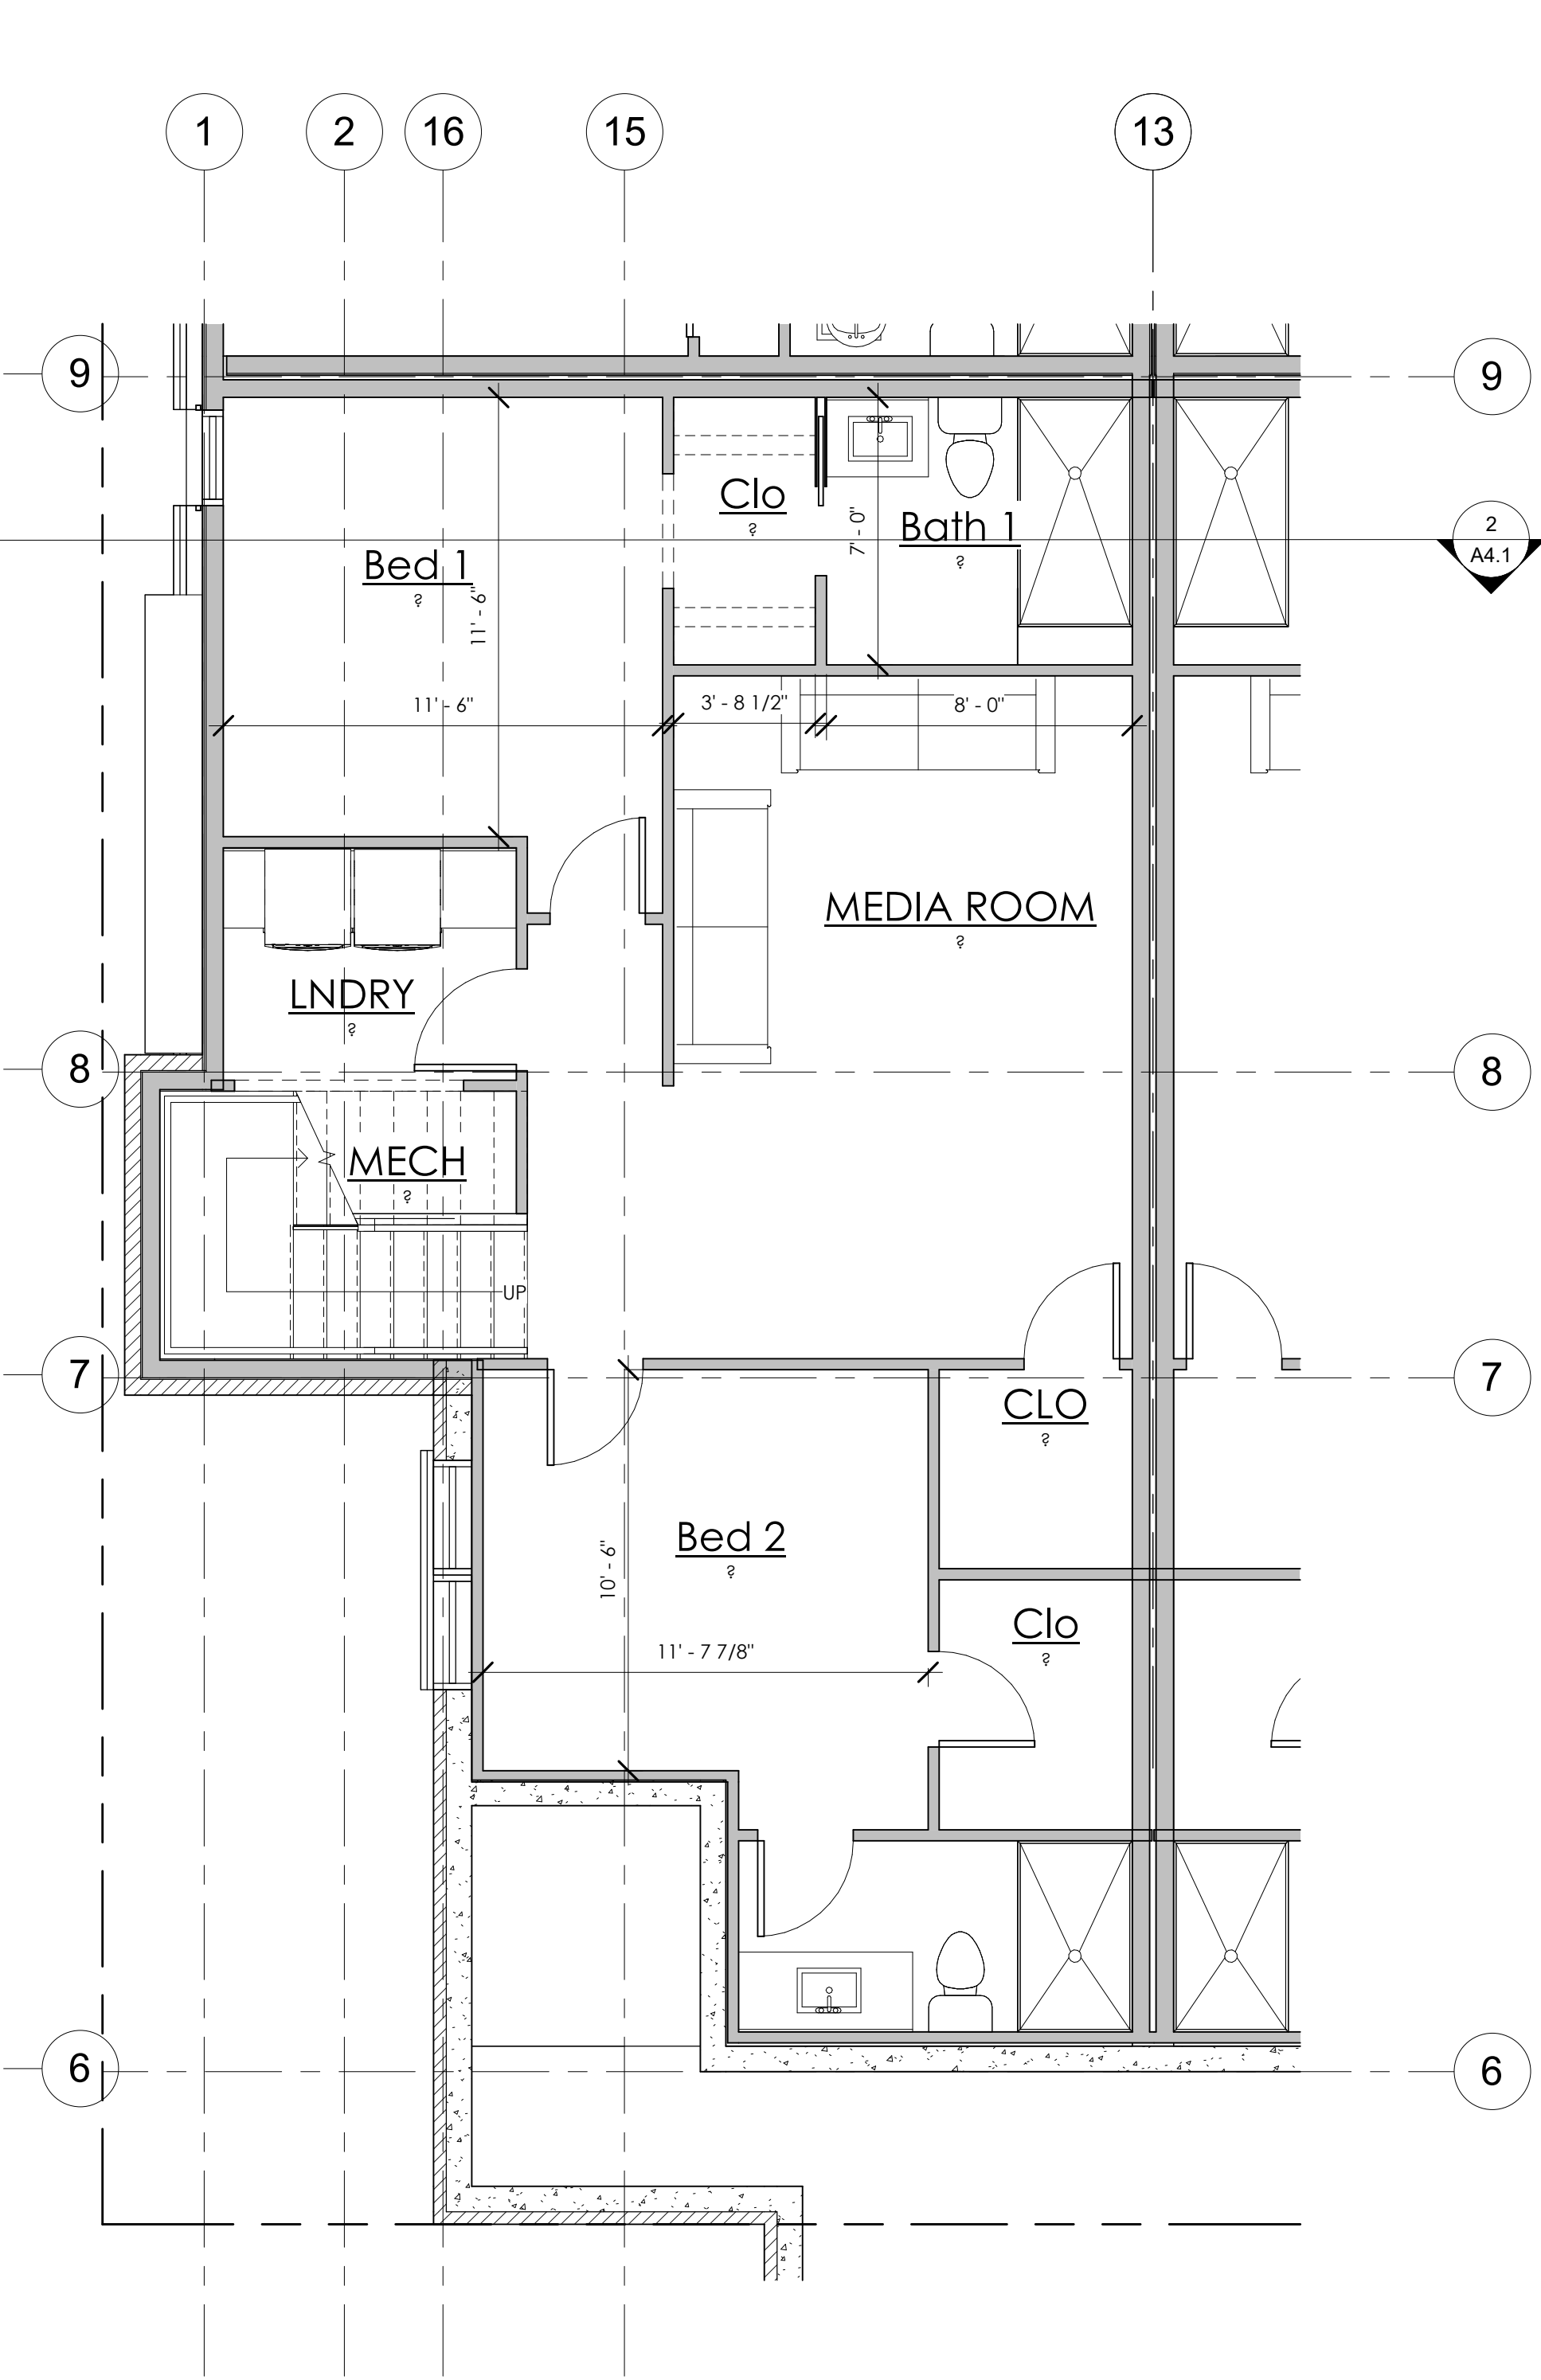 1
2
16
15
13
9
9
Clo
?
7' - 0"
Bath 1
?
2
A4.1
Bed 1
?
11' - 6"
11' - 6"
3' - 8 1/2"
8' - 0"
MEDIA ROOM
?
LNDRY
?
8
8
MECH
?
UP
7
7
CLO
?
Bed 2
?
10' - 6"
Clo
?
11' - 7 7/8"
6
6